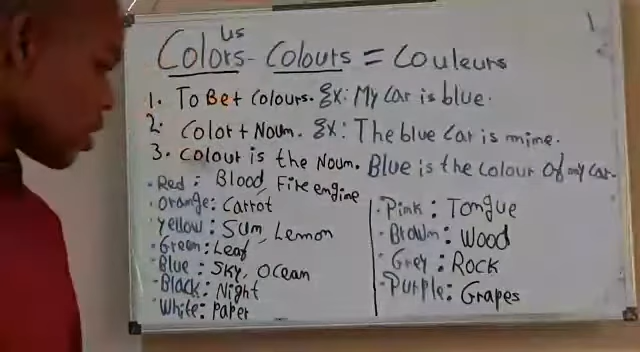 us
Colors - Colours = Couleurs
1. To Be + Colours. Ex: My Car is blue.
2. Color + Noun. Ex: The blue Car is mine.
3. Colour is the Noun. Blue is the Colour Of my Car.
• Red: Blood, Fire engine
• Orange: Carrot
• Yellow: Sun, Lemon
• Green: Leaf
• Blue: Sky, Ocean
• Black: Night
• White: Paper
• Pink: Tongue
• Brown: Wood
• Grey: Rock
• Purple: Grapes